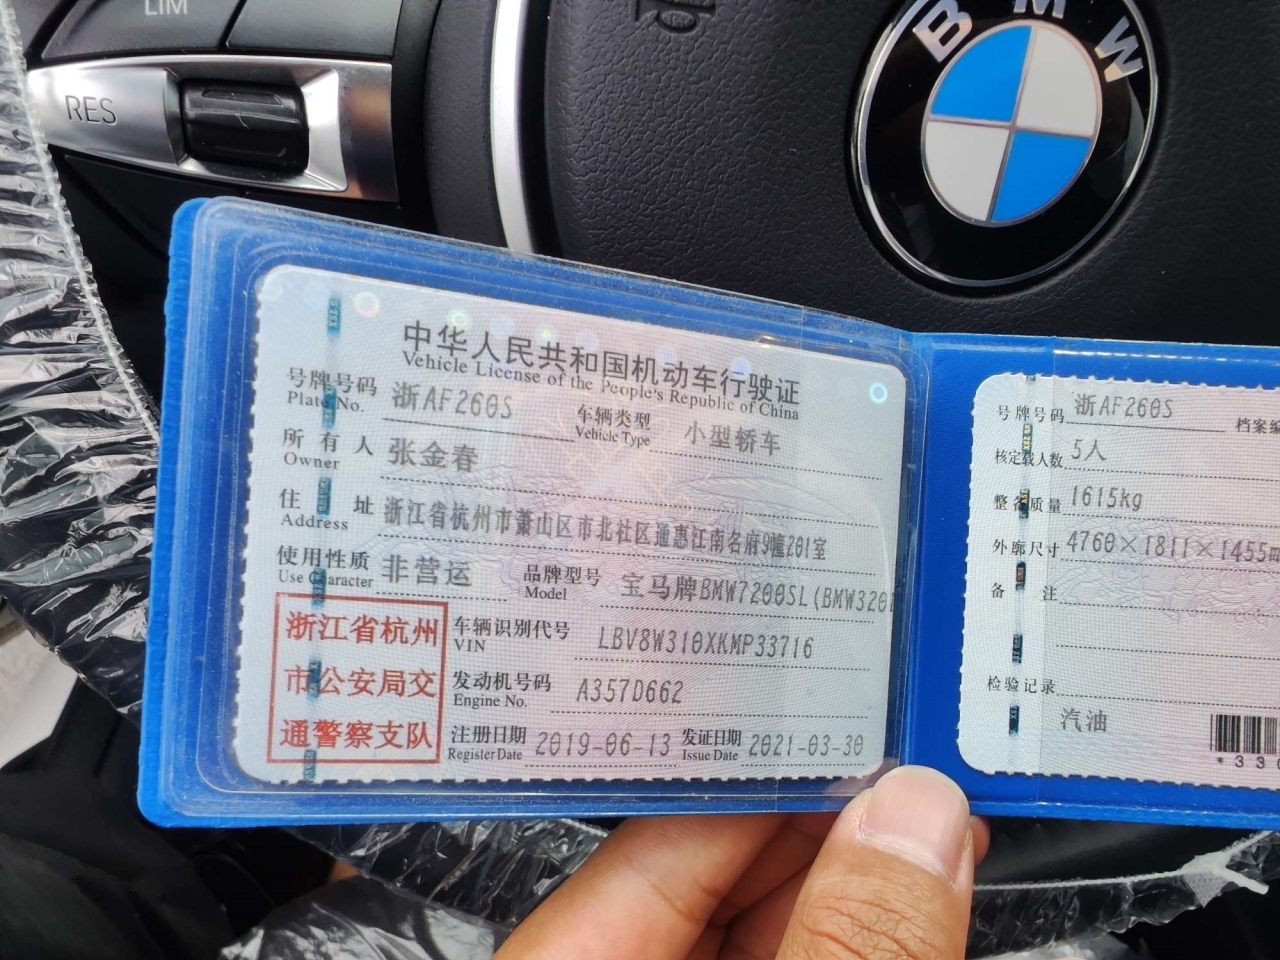 LIM
RES
BMW
中华人民共和国机动车行驶证
Vehicle License of the People's Republic of China
号牌号码 浙AF260S 车辆类型 小型轿车
Plate No. Vehicle Type
所有人 张金春
Owner
住址 浙江省杭州市萧山区市北社区通惠江南名府9幢201室
Address
使用性质 非营运 品牌型号 宝马牌BMW7200SL(BMW320
Use Character Model
浙江省杭州
市公安局交
通警察支队
车辆识别代号 LBV8W310XKMP33716
VIN
发动机号码 A357D662
Engine No.
注册日期 2019-06-13 发证日期 2021-03-30
Register Date Issue Date
号牌号码 浙AF260S 档案编
核定载人数 5人
整备质量 1615kg
外廓尺寸 4760×1811×1455m
备注
检验记录
汽油
*330